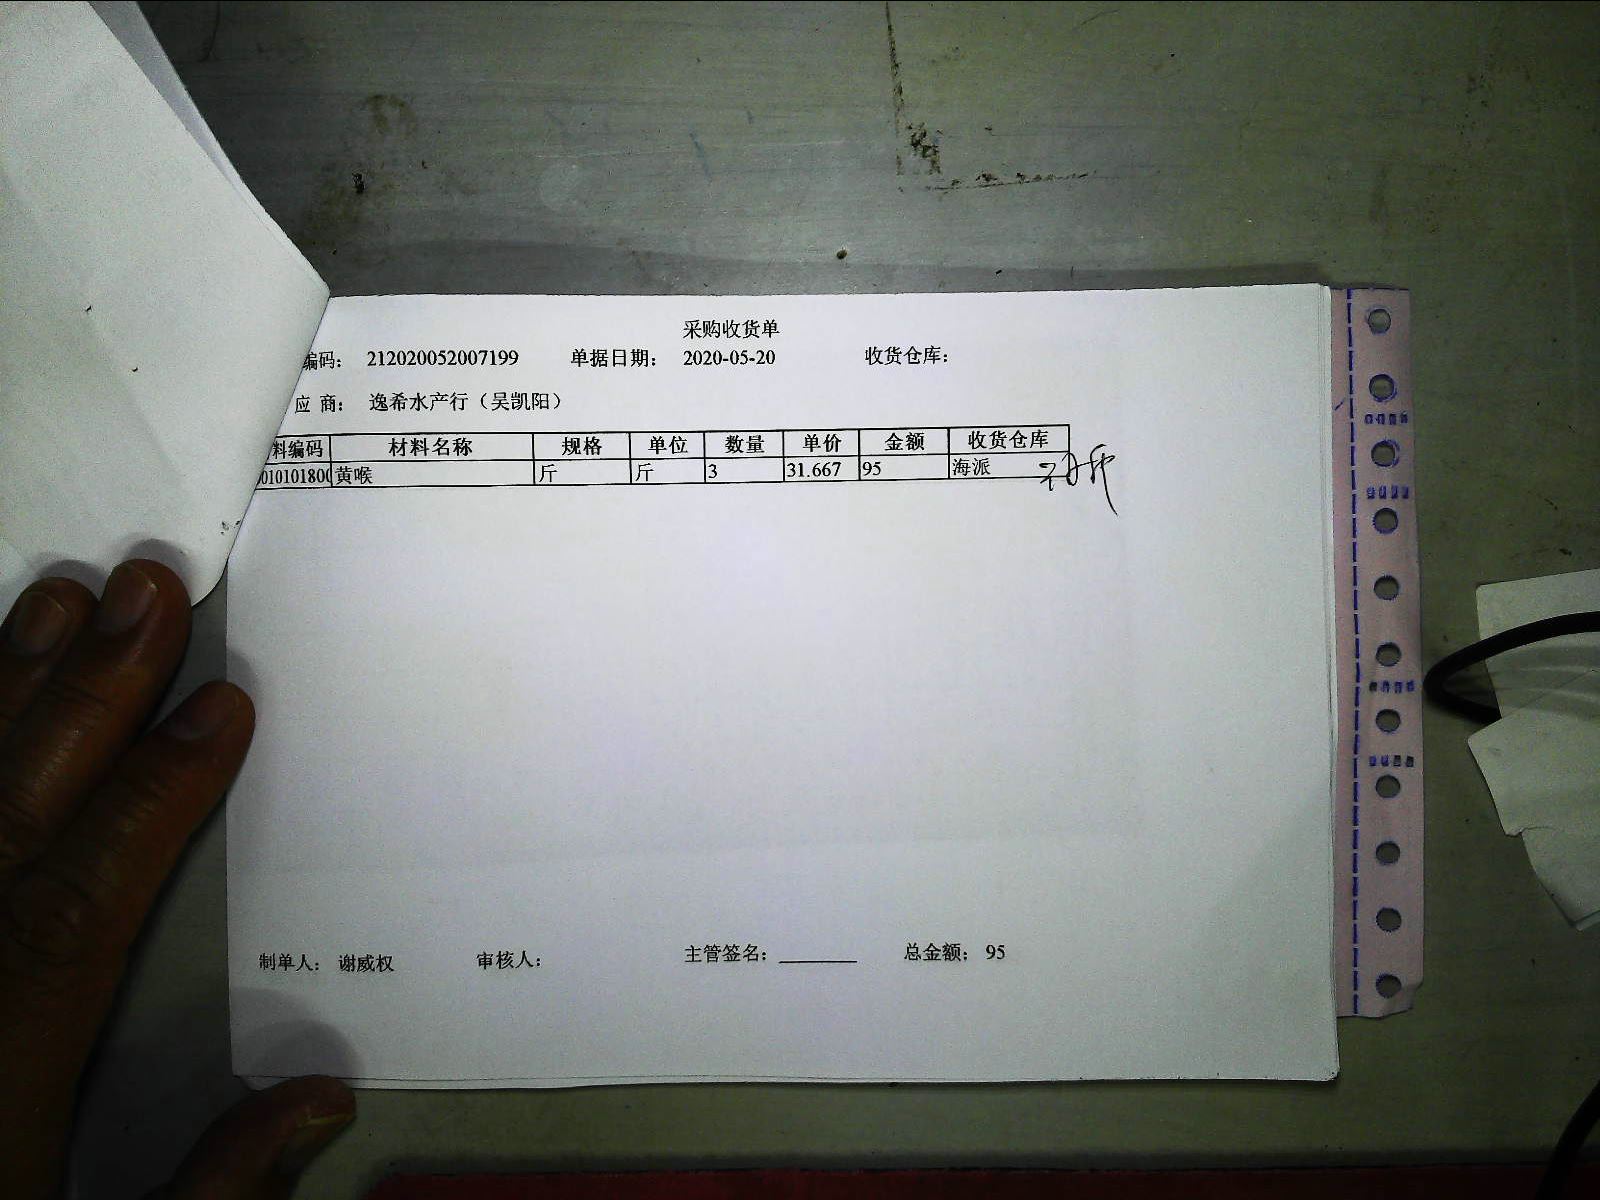 采购收货单
编码： 212020052007199 单据日期： 2020-05-20 收货仓库：
应 商： 逸希水产行（吴凯阳）
料编码 材料名称 规格 单位 数量 单价 金额 收货仓库
010101800 黄喉 斤 斤 3 31.667 95 海派
制单人： 谢威权 审核人： 主管签名： 总金额： 95